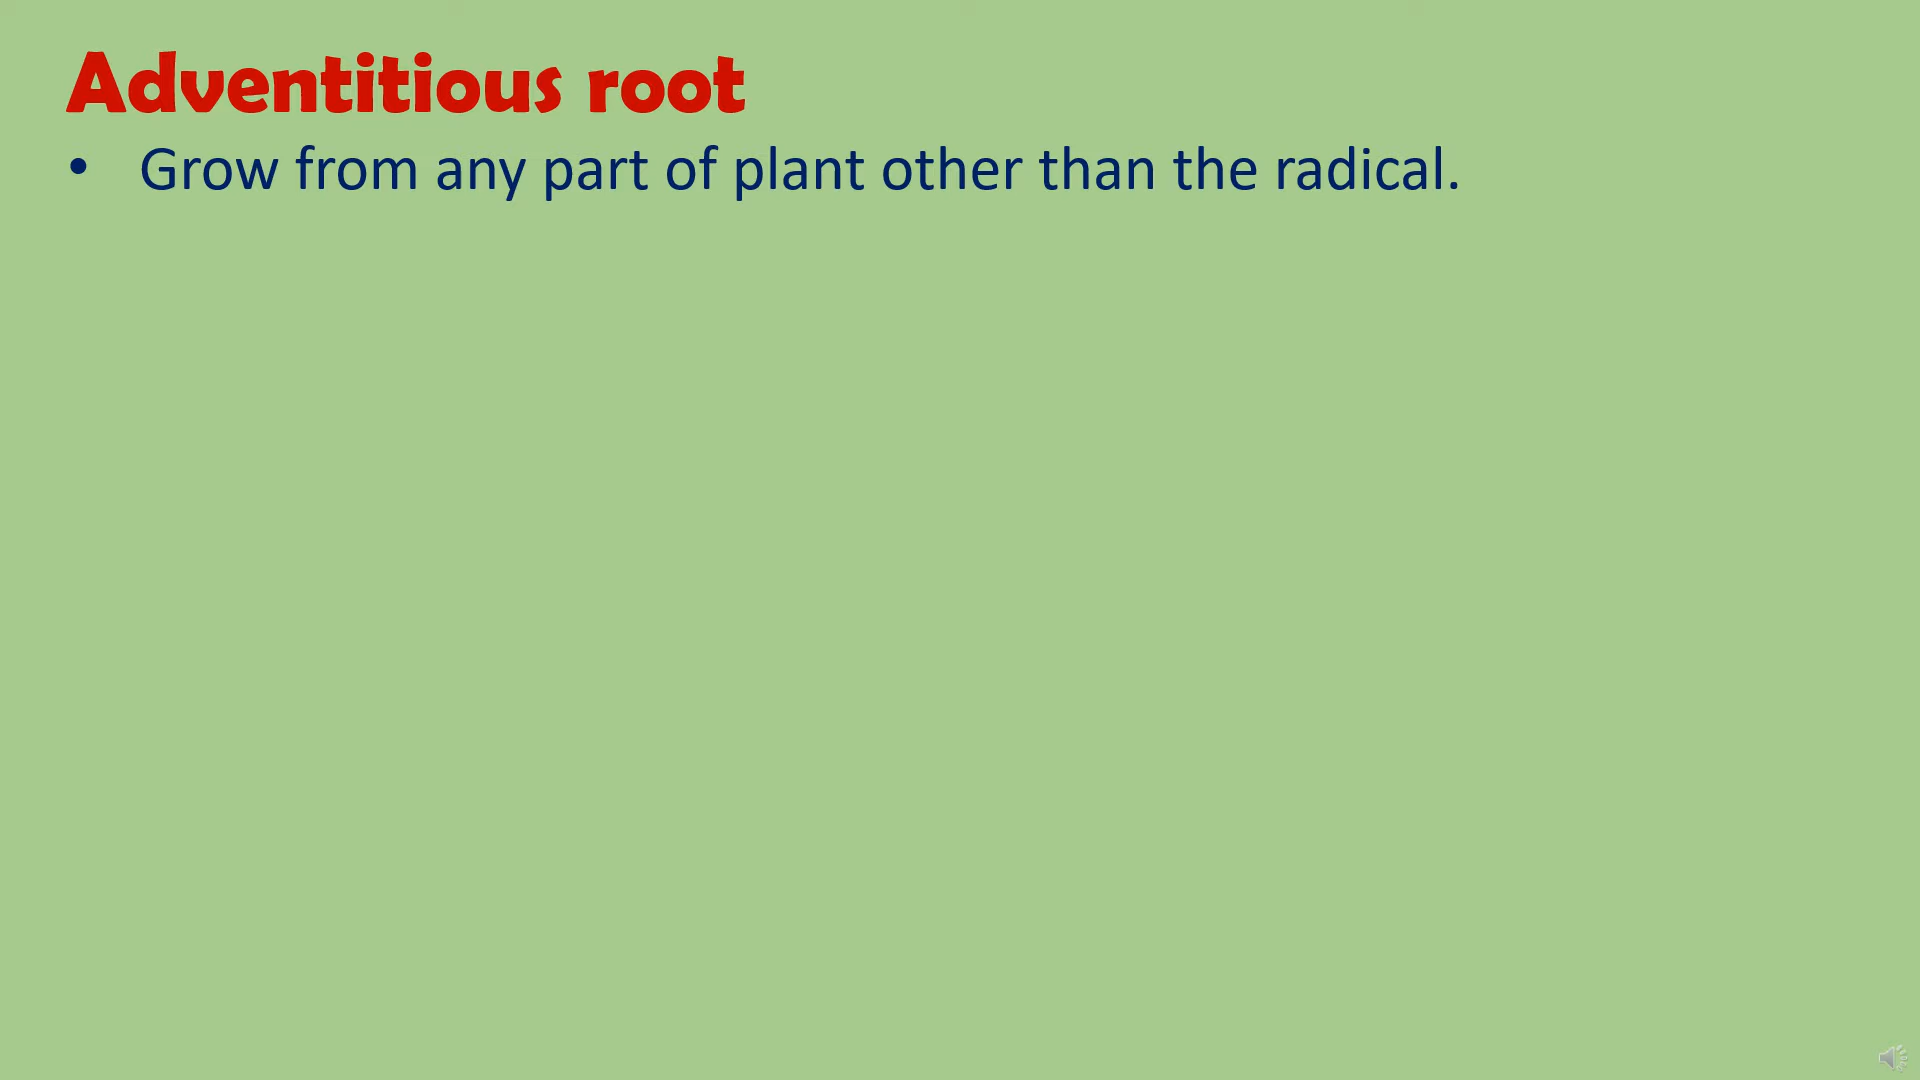 Adventitious root
• Grow from any part of plant other than the radical.